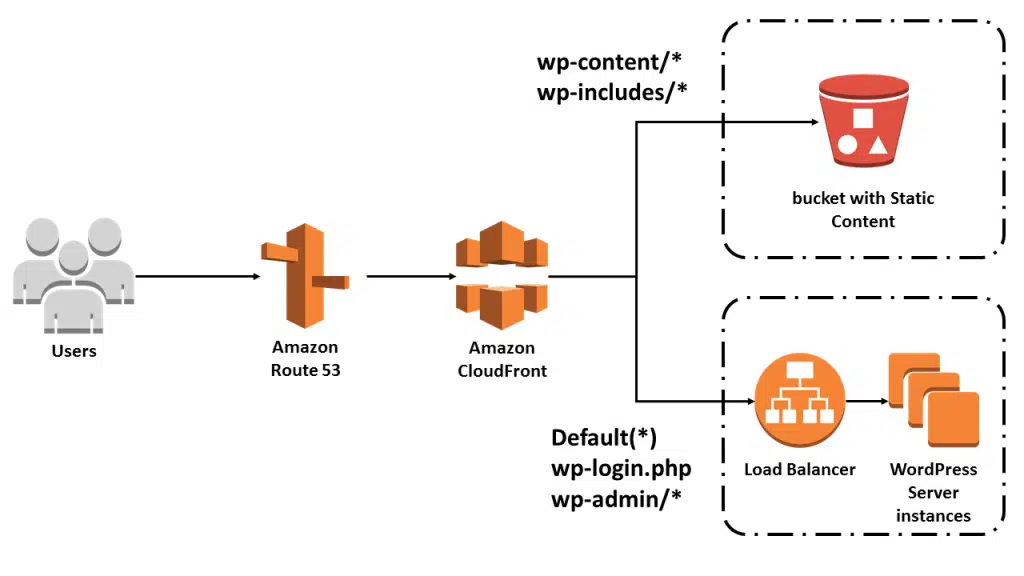 wp-content/*
wp-includes/*
bucket with Static
Content
Users
Amazon
Route 53
Amazon
CloudFront
Default(*)
wp-login.php
wp-admin/*
Load Balancer
WordPress
Server
instances